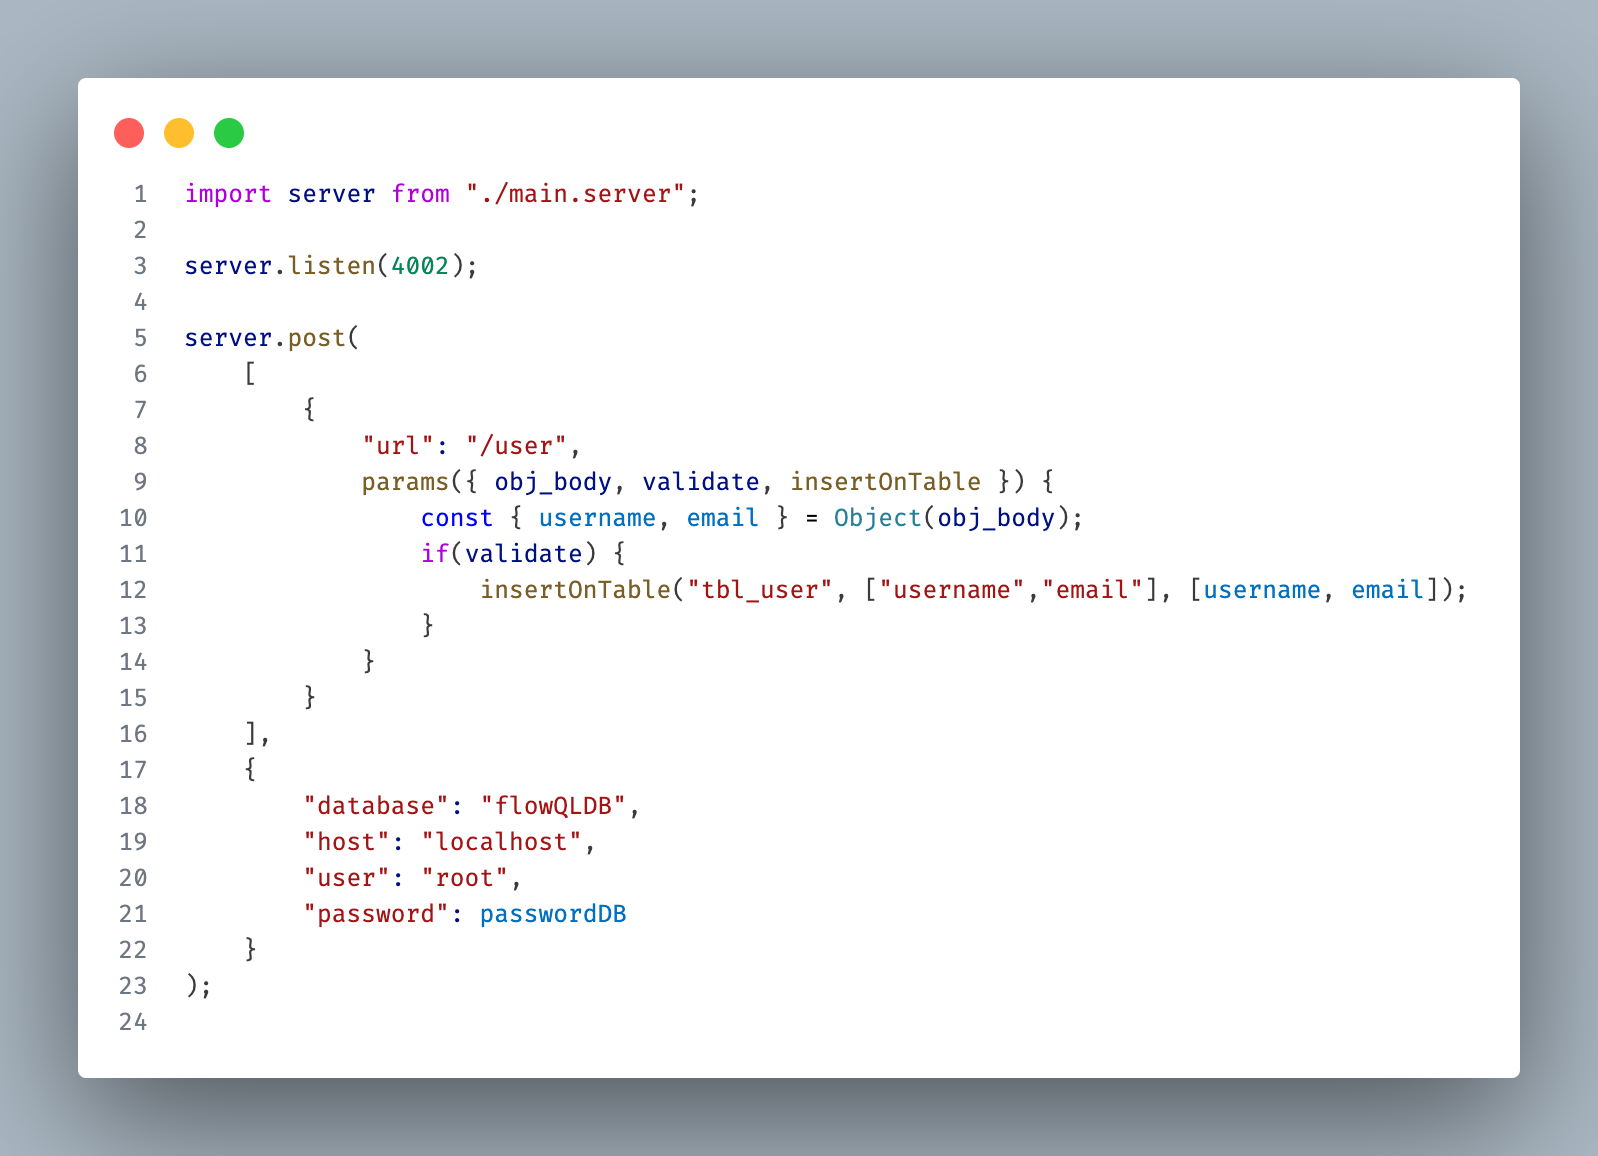 1 import server from "./main.server";
2
3 server.listen(4002);
4
5 server.post(
6     [
7         {
8             "url": "/user",
9             params({ obj_body, validate, insertOnTable }) {
10                 const { username, email } = Object(obj_body);
11                 if(validate) {
12                     insertOnTable("tbl_user", ["username","email"], [username, email]);
13                 }
14             }
15         }
16     ],
17     {
18         "database": "flowQLDB",
19         "host": "localhost",
20         "user": "root",
21         "password": passwordDB
22     }
23 );
24